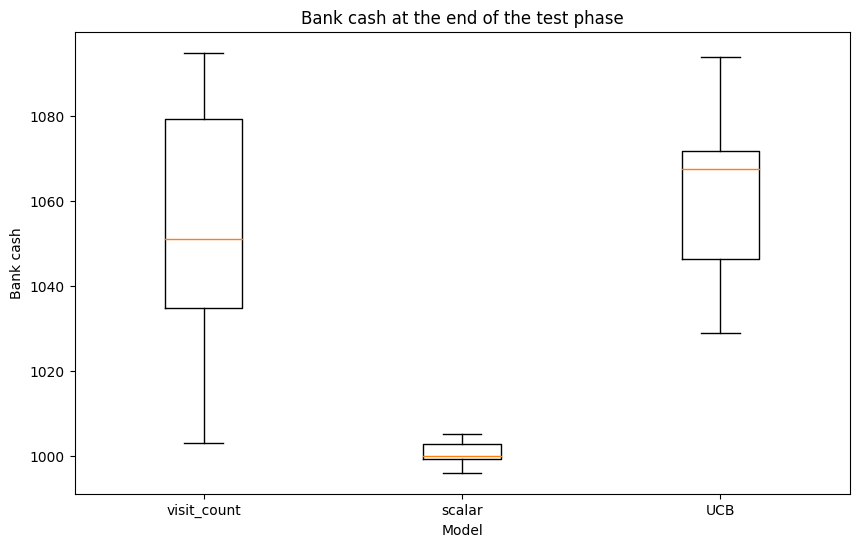 Bank cash at the end of the test phase
1080
1060
1040
1020
1000
Bank cash
visit_count
scalar
UCB
Model